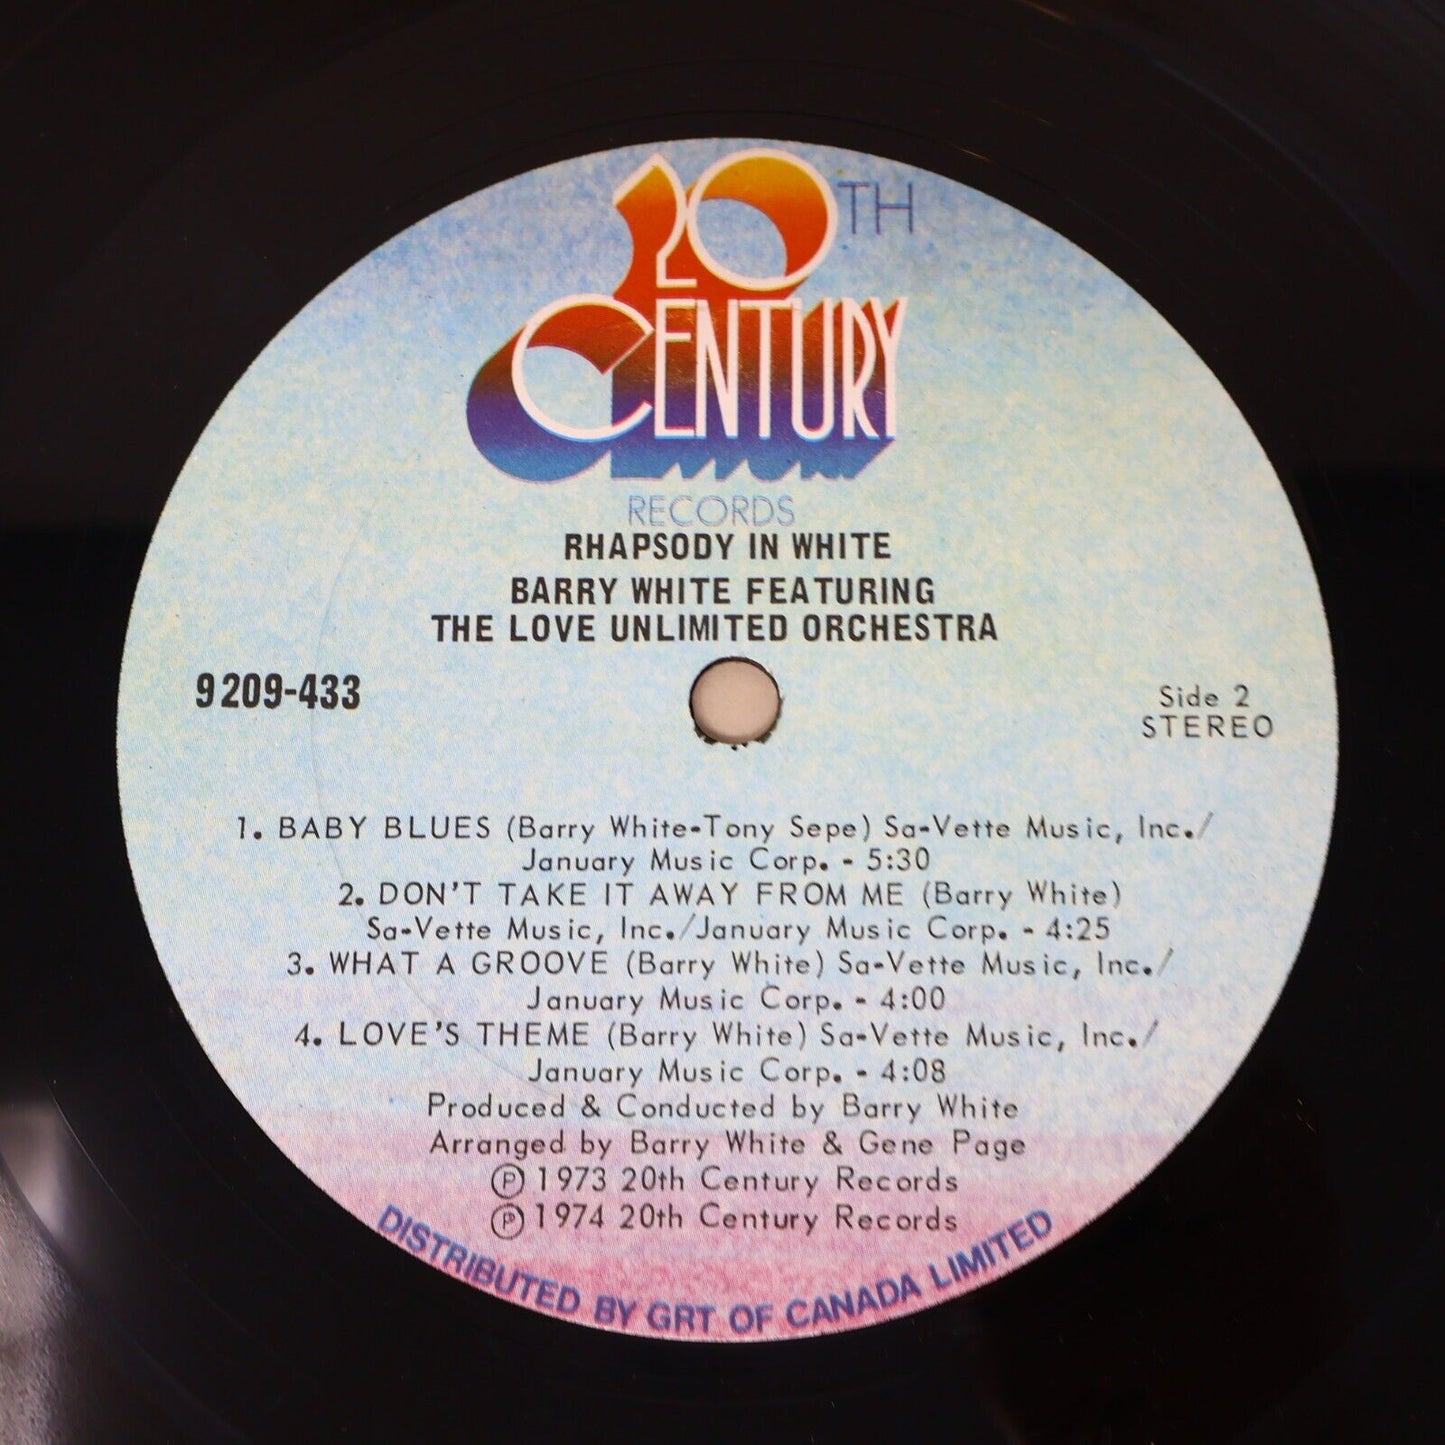 20TH
CENTURY
RECORDS
RHAPSODY IN WHITE
BARRY WHITE FEATURING
THE LOVE UNLIMITED ORCHESTRA
9209-433
Side 2
STEREO
1. BABY BLUES (Barry White-Tony Sepe) Sa-Vette Music, Inc./
January Music Corp. - 5:30
2. DON'T TAKE IT AWAY FROM ME (Barry White)
Sa-Vette Music, Inc./January Music Corp. - 4:25
3. WHAT A GROOVE (Barry White) Sa-Vette Music, Inc./
January Music Corp. - 4:00
4. LOVE'S THEME (Barry White) Sa-Vette Music, Inc./
January Music Corp. - 4:08
Produced & Conducted by Barry White
Arranged by Barry White & Gene Page
Ⓟ 1973 20th Century Records
Ⓟ 1974 20th Century Records
DISTRIBUTED BY GRT OF CANADA LIMITED